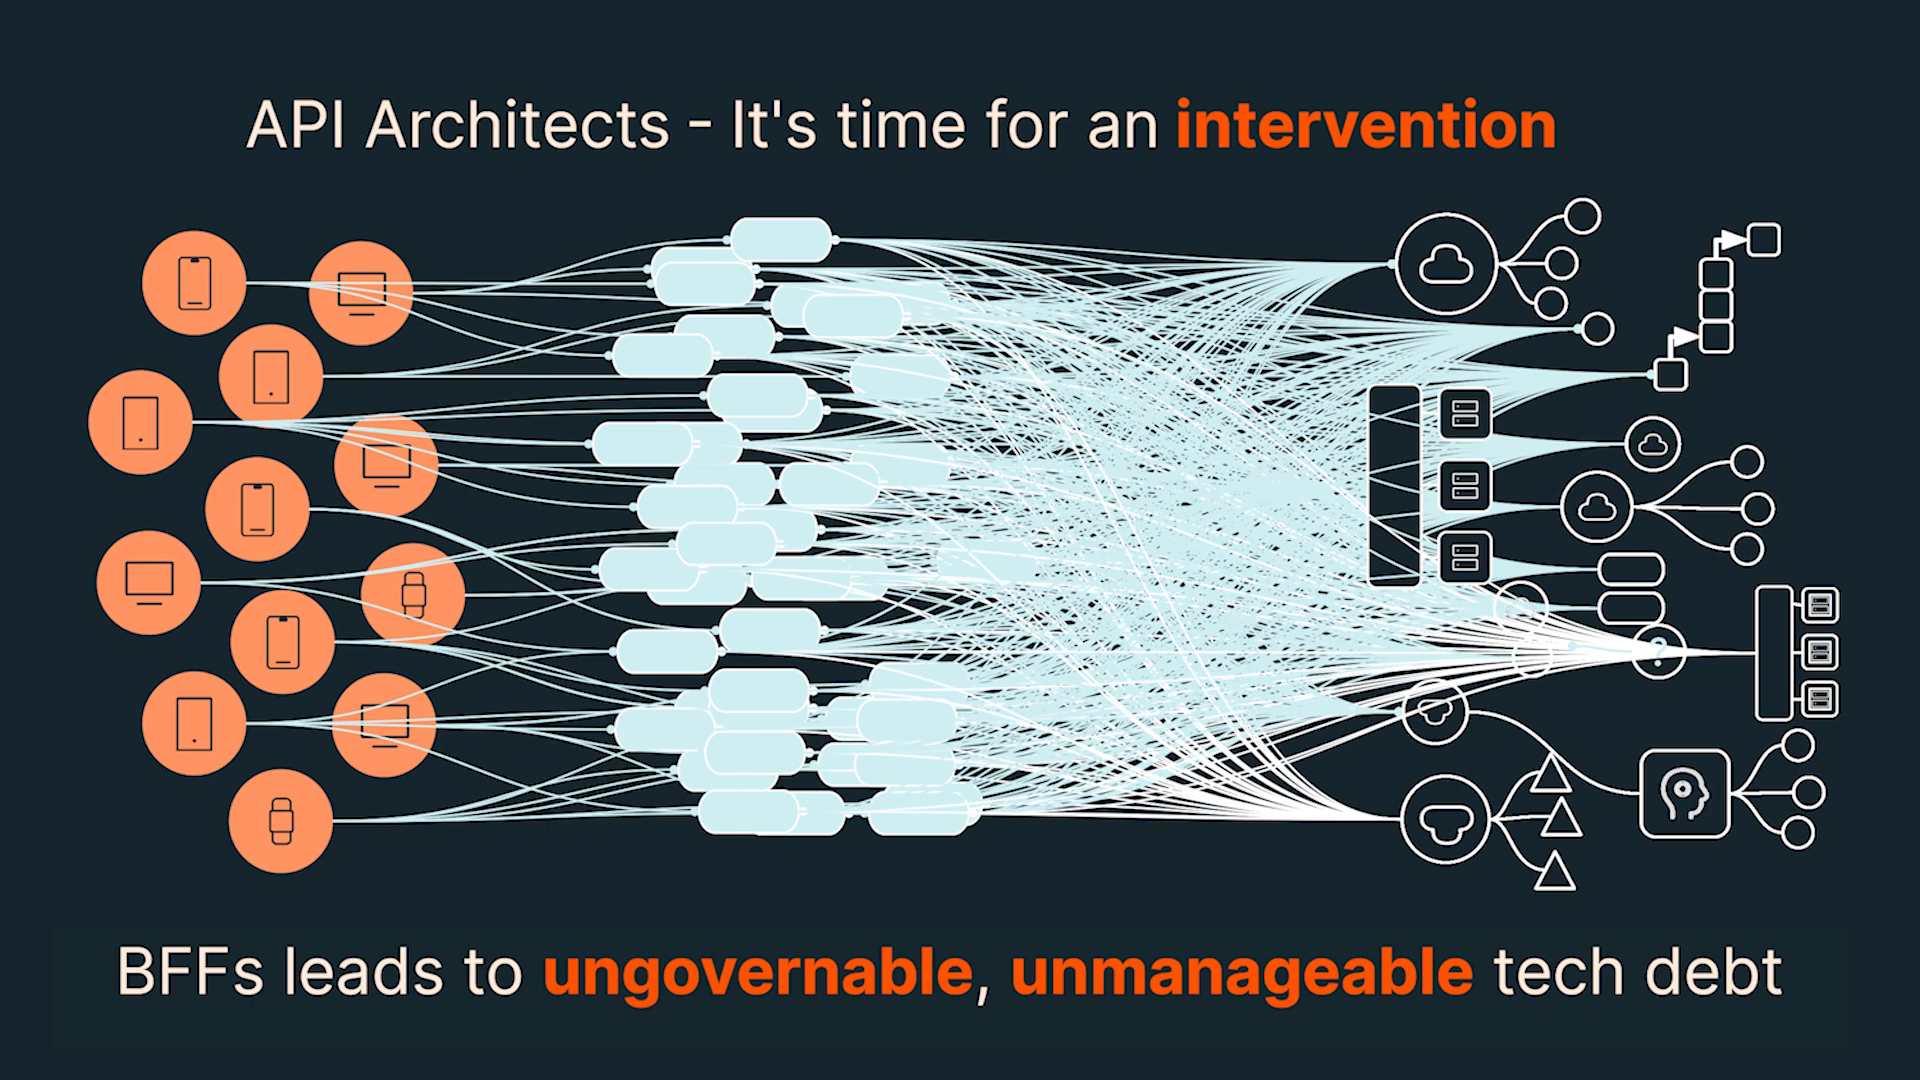 API Architects - It's time for an intervention
?
BFFs leads to ungovernable, unmanageable tech debt